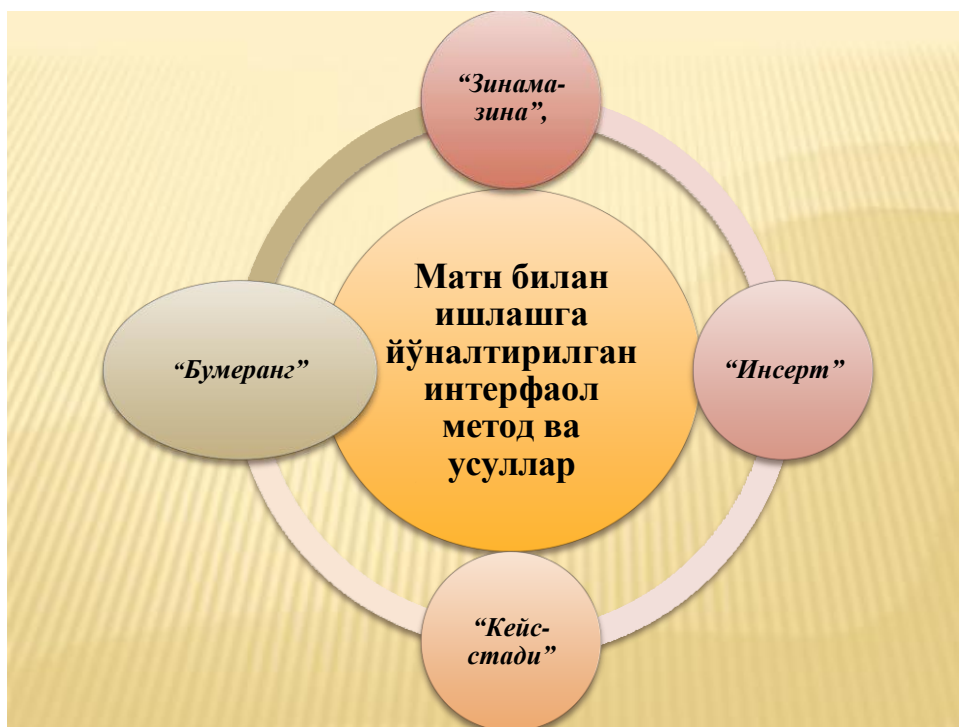 “Зинама-
зина”,
Матн билан
ишлашга
йўналтирилган
интерфаол
метод ва
усуллар
“Бумеранг”
“Инсерт”
“Кейс-
стади”